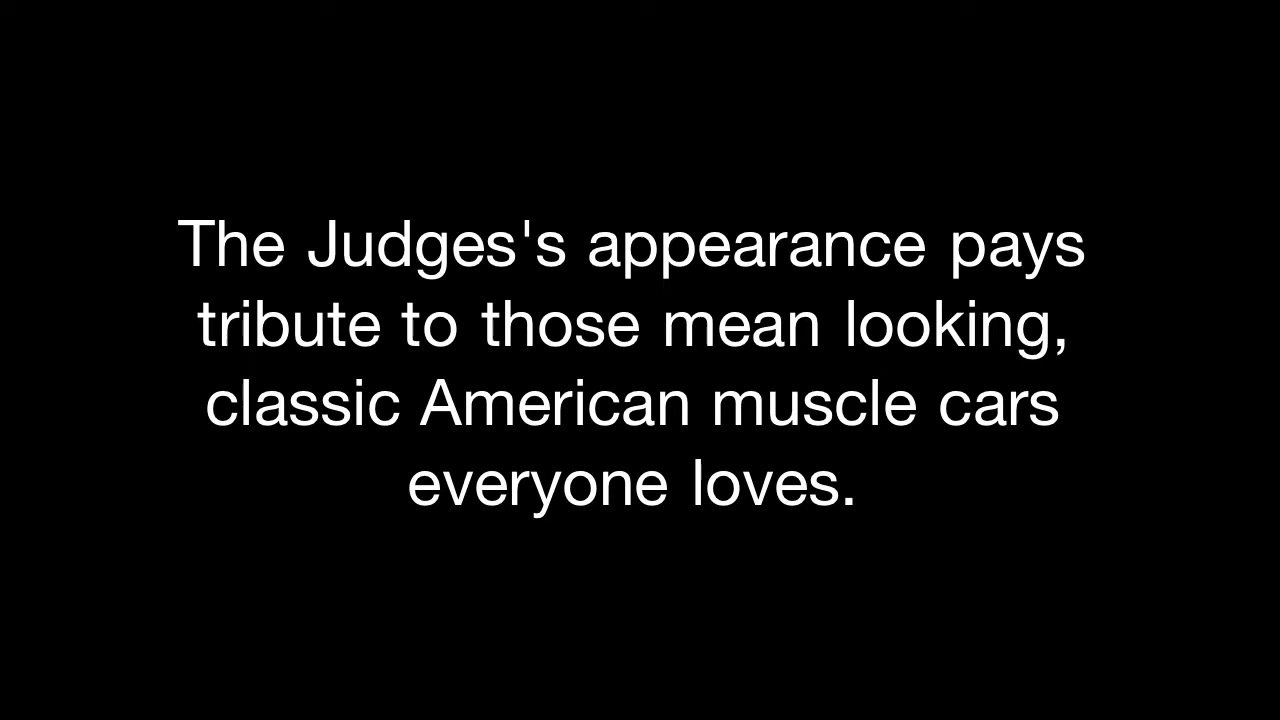 The Judges's appearance pays
tribute to those mean looking,
classic American muscle cars
everyone loves.